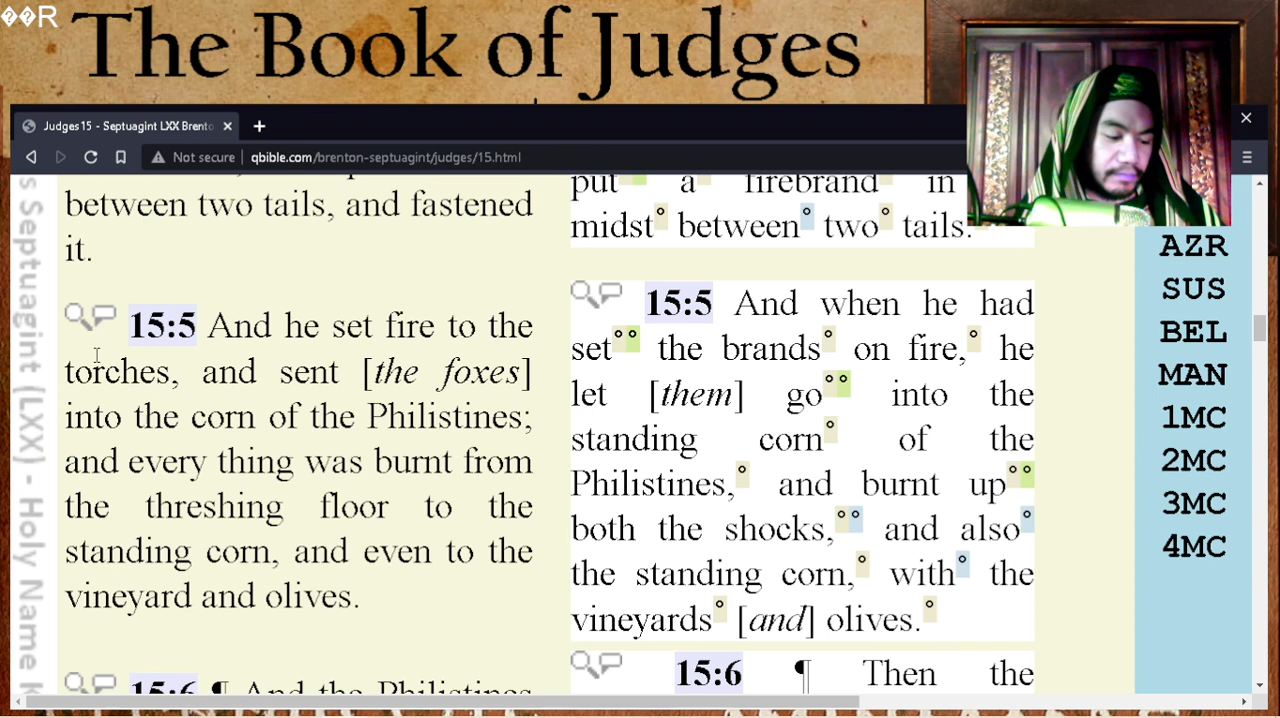 ��R
The Book of Judges
Judges 15 - Septuagint LXX Brento
Not secure
qbible.com/brenton-septuagint/judges/15.html
between two tails, and fastened
it.
15:5 And he set fire to the
torches, and sent [the foxes]
into the corn of the Philistines;
and every thing was burnt from
the threshing floor to the
standing corn, and even to the
vineyard and olives.
15:6 ¶ And the Philistines
put a firebrand in
midst between two tails.
15:5 And when he had
set the brands on fire, he
let [them] go into the
standing corn of the
Philistines, and burnt up
both the shocks, and also
the standing corn, with the
vineyards [and] olives.
15:6 ¶ Then the
AZR
SUS
BEL
MAN
1MC
2MC
3MC
4MC
s Septuagint (LXX) - Holy Name K